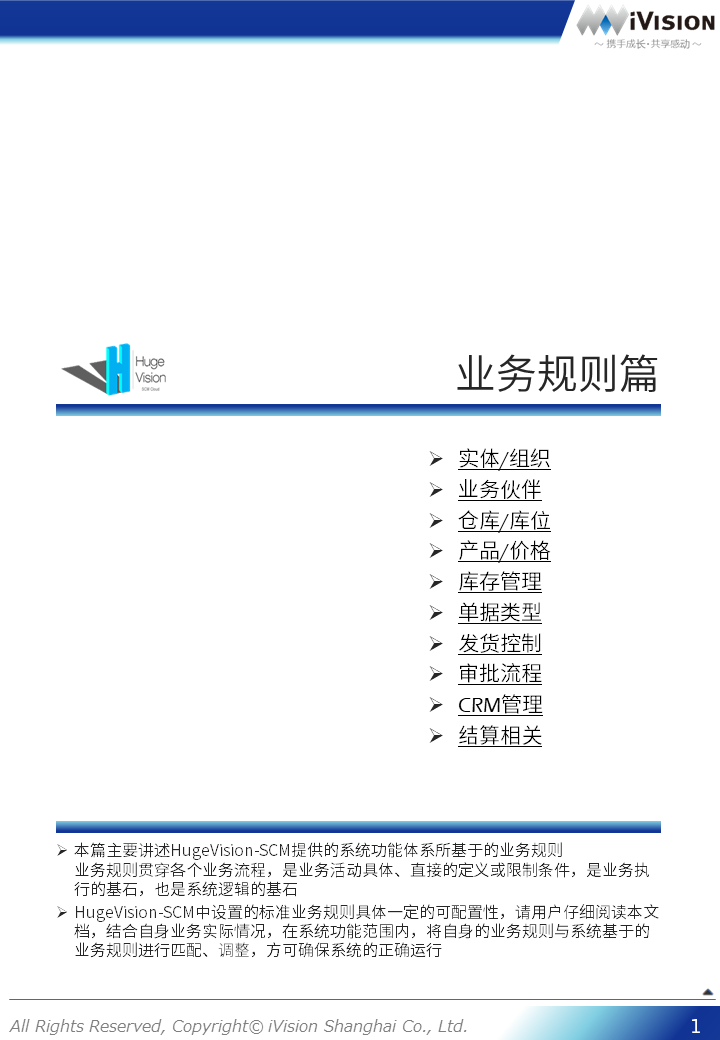 iVISION
～ 携手成长·共享感动 ～
Huge
Vision
SCM Cloud
业务规则篇
➢ 实体/组织
➢ 业务伙伴
➢ 仓库/库位
➢ 产品/价格
➢ 库存管理
➢ 单据类型
➢ 发货控制
➢ 审批流程
➢ CRM管理
➢ 结算相关
➢ 本篇主要讲述HugeVision-SCM提供的系统功能体系所基于的业务规则
业务规则贯穿各个业务流程，是业务活动具体、直接的定义或限制条件，是业务执
行的基石，也是系统逻辑的基石
➢ HugeVision-SCM中设置的标准业务规则具体一定的可配置性，请用户仔细阅读本文
档，结合自身业务实际情况，在系统功能范围内，将自身的业务规则与系统基于的
业务规则进行匹配、调整，方可确保系统的正确运行
All Rights Reserved, Copyright© iVision Shanghai Co., Ltd.
1